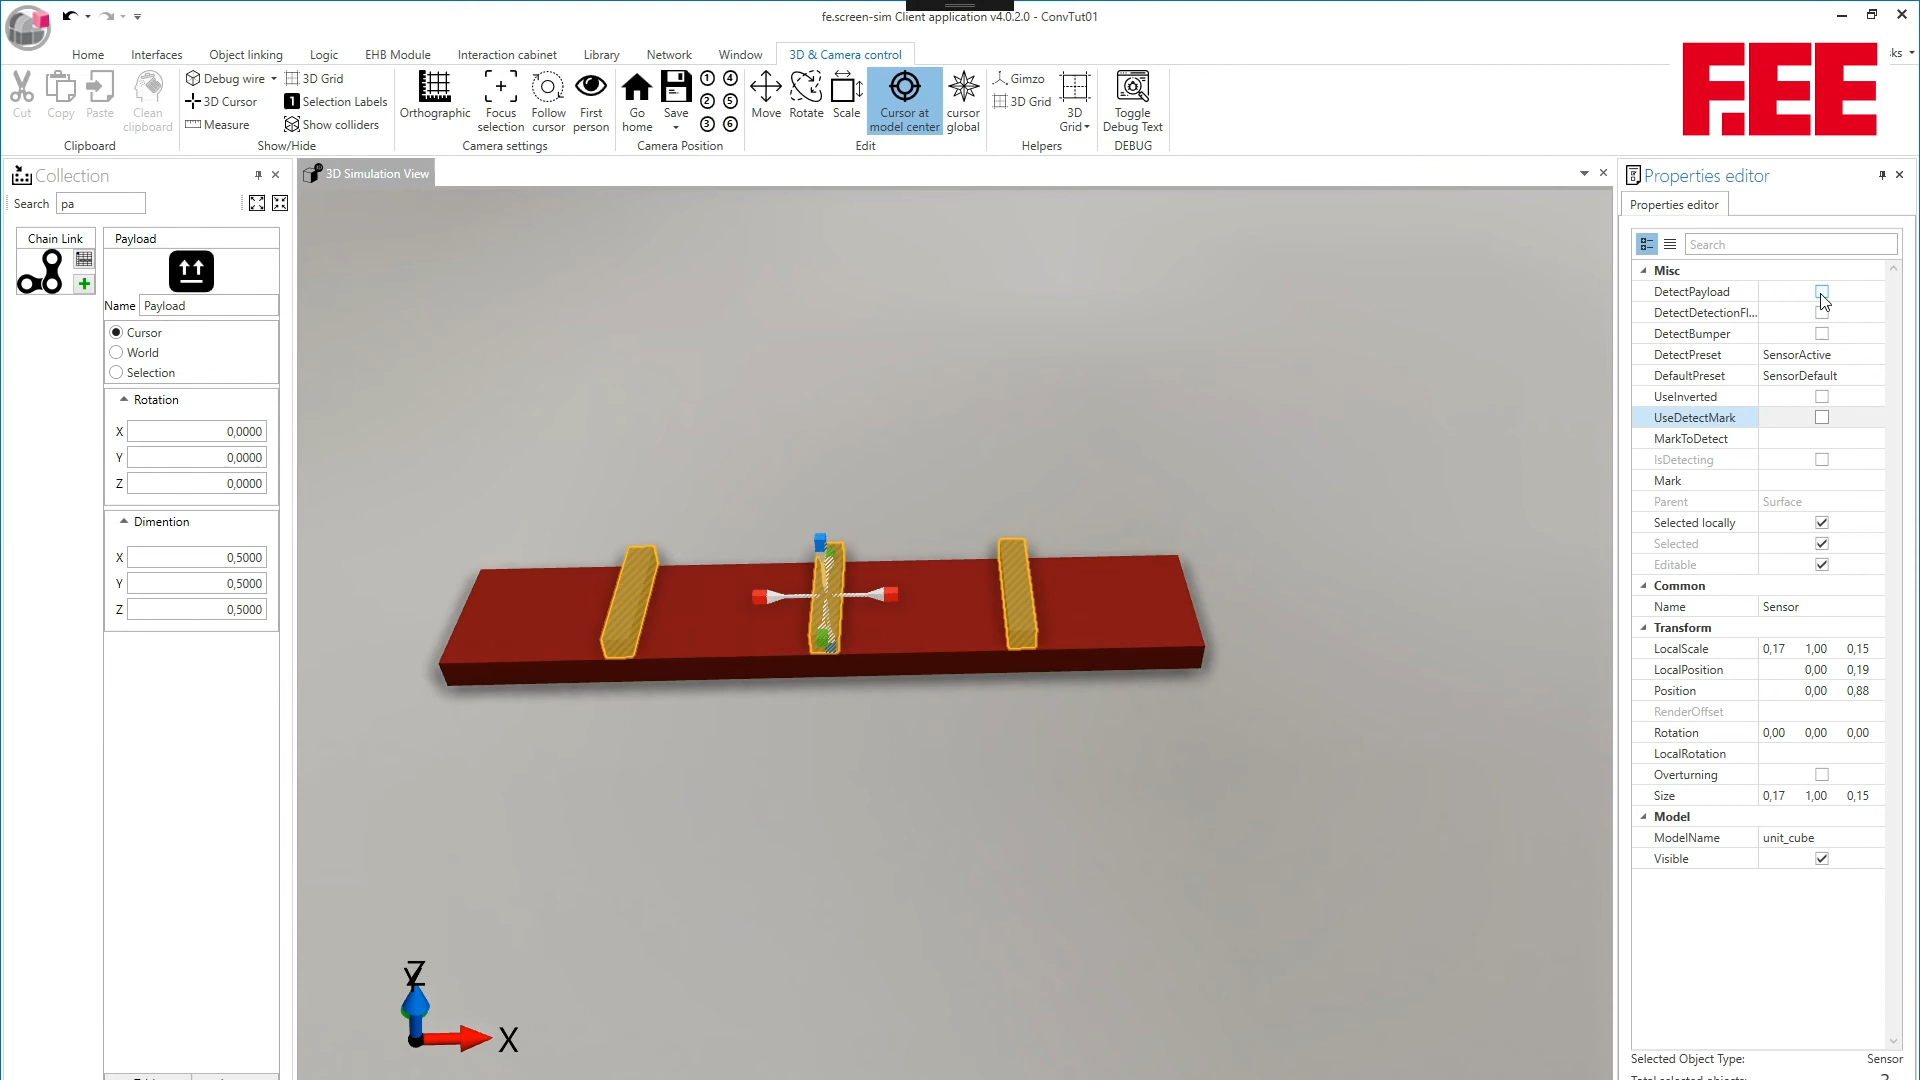 fe.screen-sim Client application v4.0.2.0 - ConvTut01
Home
Interfaces
Object linking
Logic
EHB Module
Interaction cabinet
Library
Network
Window
3D & Camera control
Cut
Copy
Paste
Clean
clipboard
Clipboard
Debug wire
3D Cursor
Measure
3D Grid
1 Selection Labels
Show colliders
Show/Hide
Orthographic
Focus
selection
Follow
cursor
First
person
Camera settings
Go
home
Save
1 4
2 5
3 6
Camera Position
Move
Rotate
Scale
Cursor at
model center
cursor
global
Edit
Gimzo
3D Grid
3D
Grid
Helpers
Toggle
Debug Text
DEBUG
F.EE
ks
Collection
Search pa
Chain Link
Payload
Name Payload
Cursor
World
Selection
Rotation
X 0,0000
Y 0,0000
Z 0,0000
Dimention
X 0,5000
Y 0,5000
Z 0,5000
3D Simulation View
Z
Y
X
Properties editor
Properties editor
Search
Misc
DetectPayload
DetectDetectionFl...
DetectBumper
DetectPreset SensorActive
DefaultPreset SensorDefault
UseInverted
UseDetectMark
MarkToDetect
IsDetecting
Mark
Parent Surface
Selected locally
Selected
Editable
Common
Name Sensor
Transform
LocalScale 0,17 1,00 0,15
LocalPosition 0,00 0,19
Position 0,00 0,88
RenderOffset
Rotation 0,00 0,00 0,00
LocalRotation
Overturning
Size 0,17 1,00 0,15
Model
ModelName unit_cube
Visible
Selected Object Type: Sensor